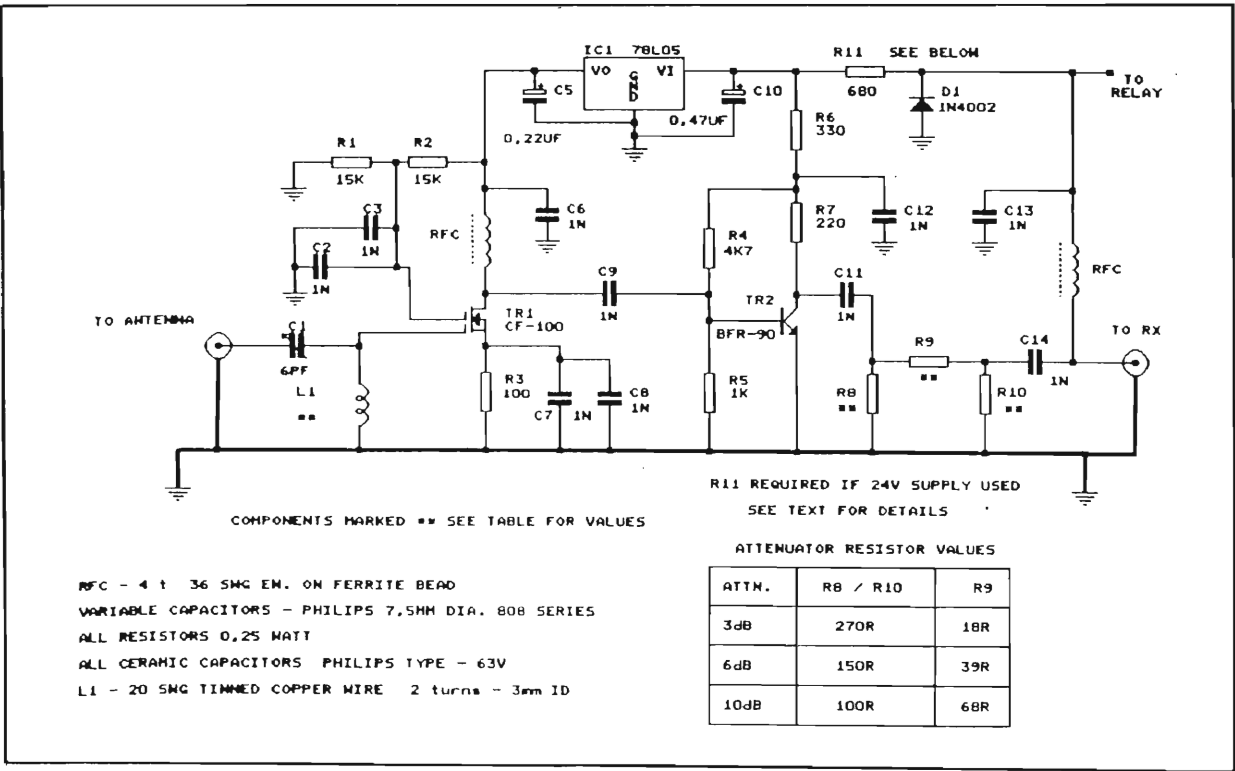 IC1 78L05
VO
VI
GND
C5
0,22UF
C10
0,47UF
R11 SEE BELOW
680
D1
1N4002
TO
RELAY
R6
330
R1
15K
R2
15K
C3
1N
C2
1N
RFC
C6
1N
R4
4K7
R7
220
C12
1N
C13
1N
RFC
C9
1N
TR1
CF-100
TR2
BFR-90
C11
1N
TO ANTENNA
C1
6PF
L1
**
R3
100
C7
1N
C8
1N
R5
1K
R8
**
R9
**
R10
**
C14
1N
TO RX
R11 REQUIRED IF 24V SUPPLY USED
SEE TEXT FOR DETAILS
COMPONENTS MARKED ** SEE TABLE FOR VALUES
RFC - 4 t 36 SWG EN. ON FERRITE BEAD
VARIABLE CAPACITORS - PHILIPS 7,5MM DIA. 808 SERIES
ALL RESISTORS 0,25 WATT
ALL CERAMIC CAPACITORS PHILIPS TYPE - 63V
L1 - 20 SWG TINNED COPPER WIRE 2 turns - 3mm ID
ATTENUATOR RESISTOR VALUES
ATTN. R8 / R10 R9
3dB 270R 18R
6dB 150R 39R
10dB 100R 68R